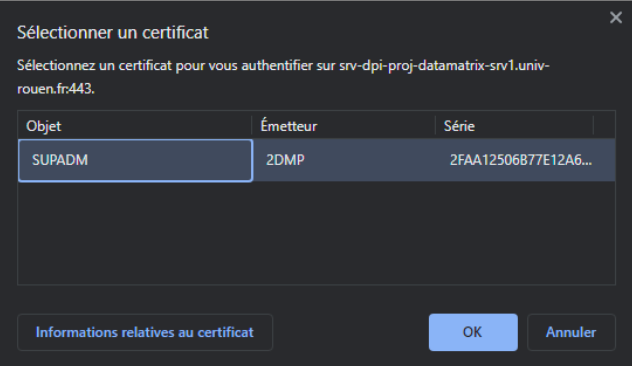 Sélectionner un certificat
Sélectionnez un certificat pour vous authentifier sur srv-dpi-proj-datamatrix-srv1.univ-
rouen.fr:443.
Objet Émetteur Série
SUPADM 2DMP 2FAA12506B77E12A6...
Informations relatives au certificat OK Annuler